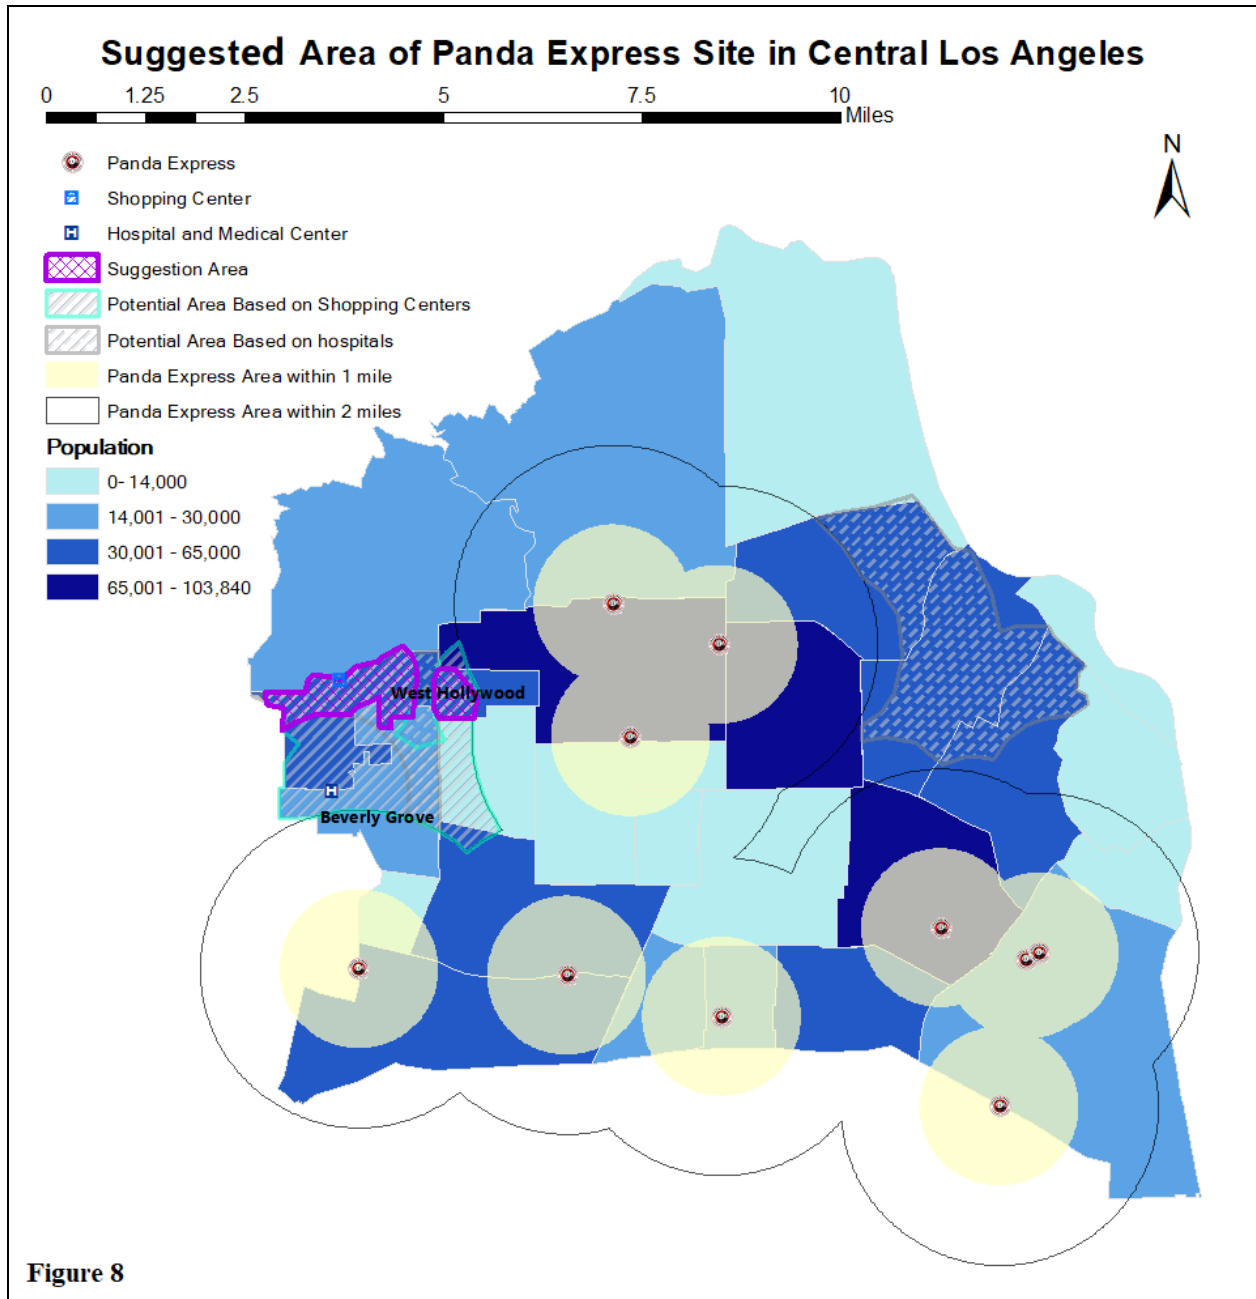 Suggested Area of Panda Express Site in Central Los Angeles
0 1.25 2.5 5 7.5 10
Miles
N
Panda Express
Shopping Center
H Hospital and Medical Center
Suggestion Area
Potential Area Based on Shopping Centers
Potential Area Based on hospitals
Panda Express Area within 1 mile
Panda Express Area within 2 miles
Population
0- 14,000
14,001 - 30,000
30,001 - 65,000
65,001 - 103,840
West Hollywood
H
Beverly Grove
Figure 8